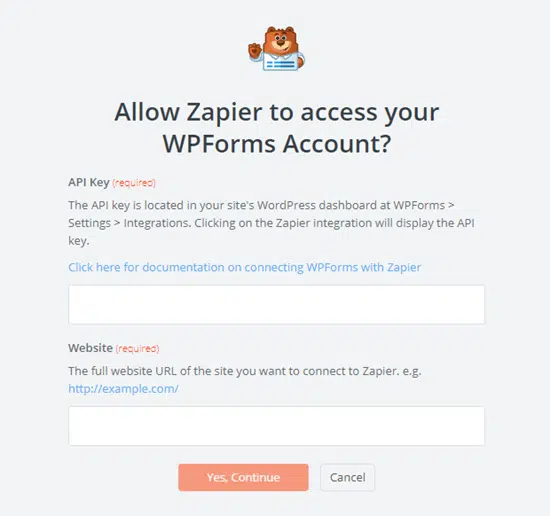 Allow Zapier to access your
WPForms Account?
API Key (required)
The API key is located in your site's WordPress dashboard at WPForms >
Settings > Integrations. Clicking on the Zapier integration will display the API
key.
Click here for documentation on connecting WPForms with Zapier
Website (required)
The full website URL of the site you want to connect to Zapier. e.g.
http://example.com/
Yes, Continue
Cancel